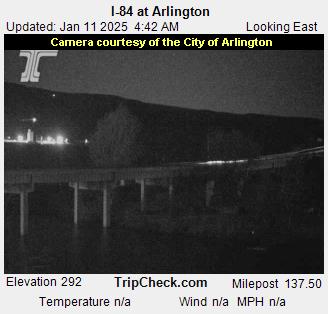 I-84 at Arlington
Updated: Jan 11 2025 4:42 AM Looking East
Camera courtesy of the City of Arlington
Elevation 292 TripCheck.com Milepost 137.50
Temperature n/a Wind n/a MPH n/a